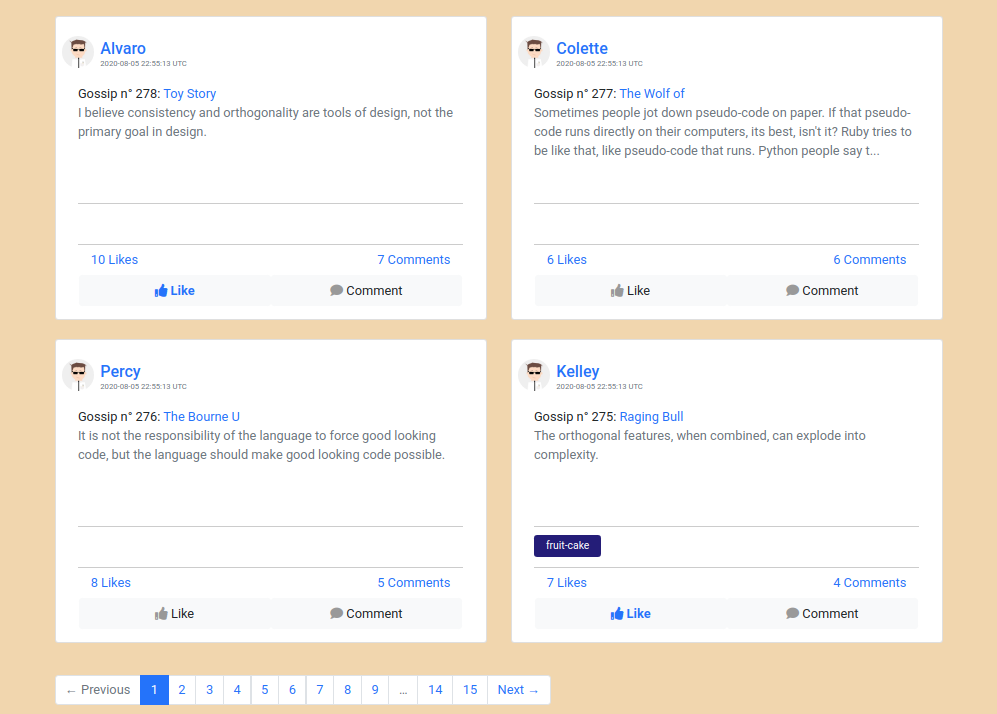 Alvaro
2020-08-05 22:55:13 UTC
Gossip n° 278: Toy Story
I believe consistency and orthogonality are tools of design, not the
primary goal in design.
10 Likes 7 Comments
Like Comment
Colette
2020-08-05 22:55:13 UTC
Gossip n° 277: The Wolf of
Sometimes people jot down pseudo-code on paper. If that pseudo-
code runs directly on their computers, its best, isn't it? Ruby tries to
be like that, like pseudo-code that runs. Python people say t...
6 Likes 6 Comments
Like Comment
Percy
2020-08-05 22:55:13 UTC
Gossip n° 276: The Bourne U
It is not the responsibility of the language to force good looking
code, but the language should make good looking code possible.
8 Likes 5 Comments
Like Comment
Kelley
2020-08-05 22:55:13 UTC
Gossip n° 275: Raging Bull
The orthogonal features, when combined, can explode into
complexity.
fruit-cake
7 Likes 4 Comments
Like Comment
← Previous 1 2 3 4 5 6 7 8 9 ... 14 15 Next →